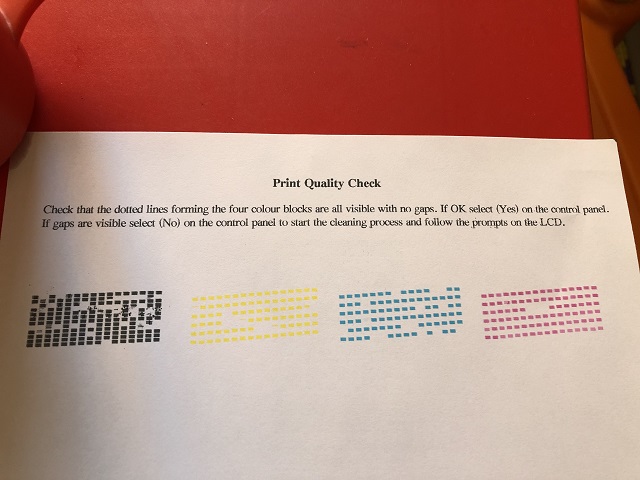 Print Quality Check
Check that the dotted lines forming the four colour blocks are all visible with no gaps. If OK select (Yes) on the control panel.
If gaps are visible select (No) on the control panel to start the cleaning process and follow the prompts on the LCD.